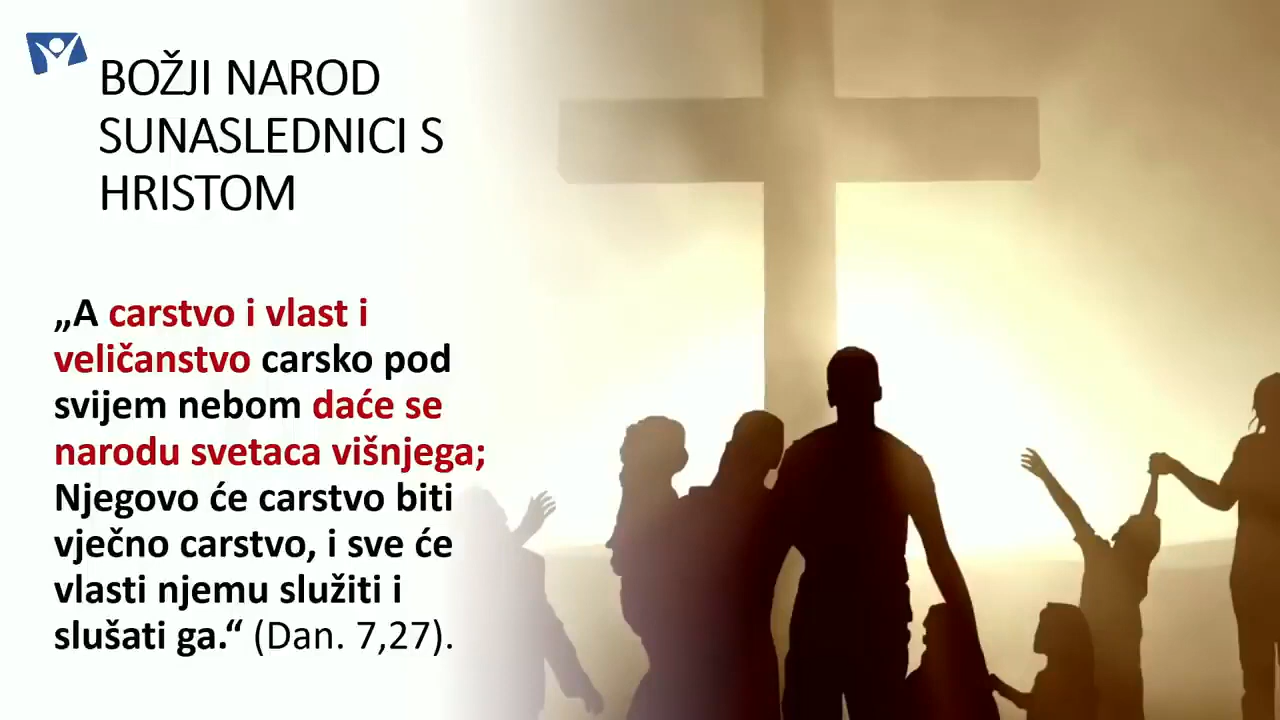 BOŽJI NAROD
SUNASLEDNICI S
HRISTOM
„A carstvo i vlast i
veličanstvo carsko pod
svijem nebom daće se
narodu svetaca višnjega;
Njegovo će carstvo biti
vječno carstvo, i sve će
vlasti njemu služiti i
slušati ga.“ (Dan. 7,27).